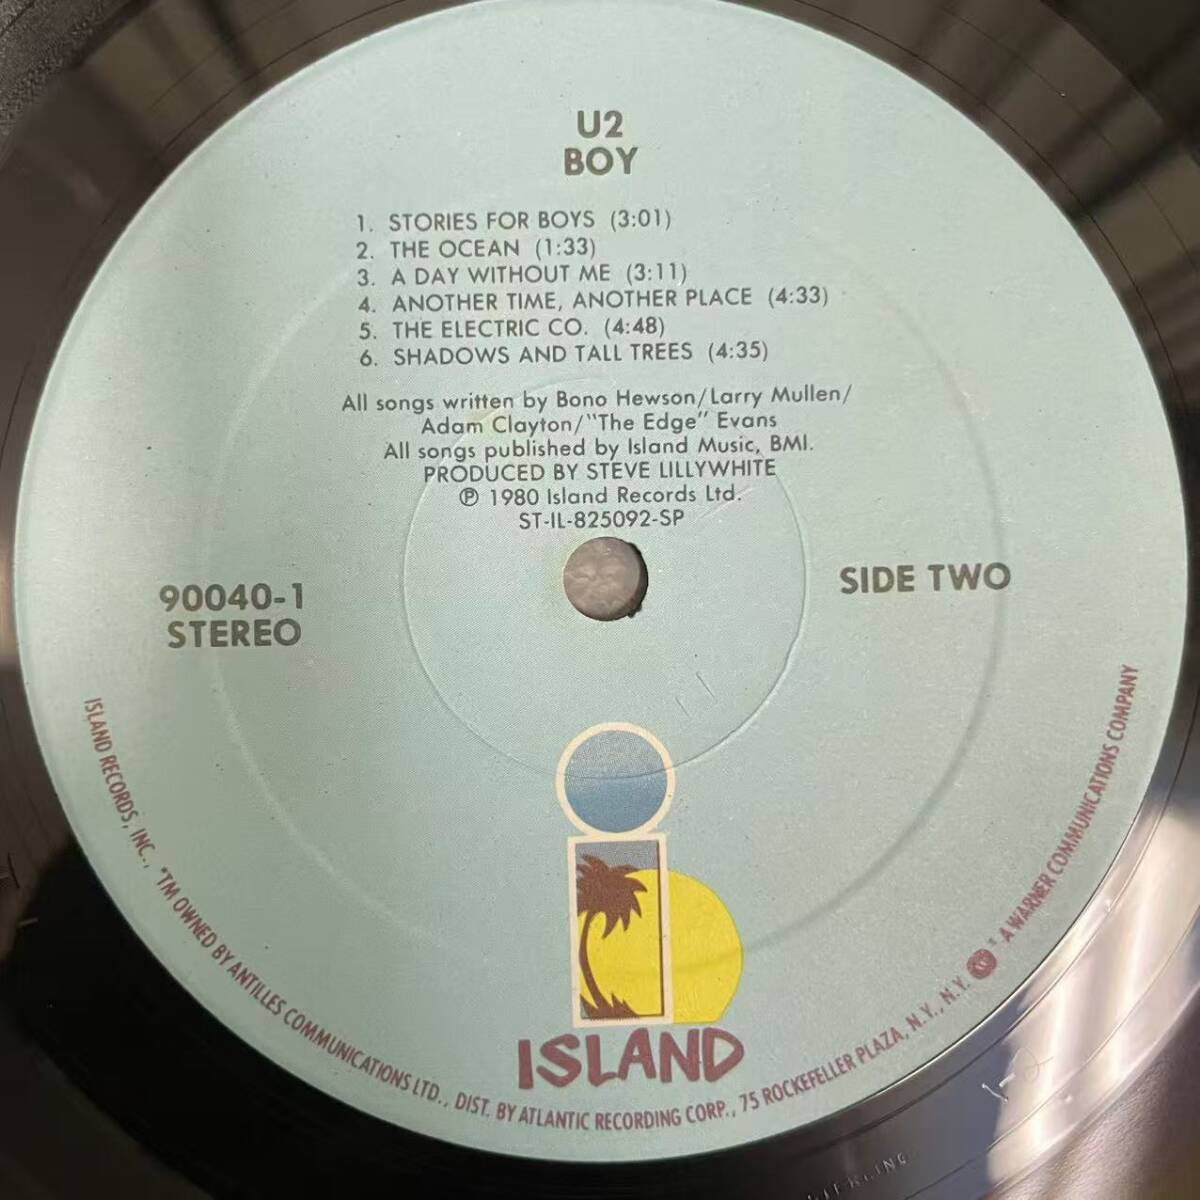 U2
BOY
1. STORIES FOR BOYS (3:01)
2. THE OCEAN (1:33)
3. A DAY WITHOUT ME (3:11)
4. ANOTHER TIME, ANOTHER PLACE (4:33)
5. THE ELECTRIC CO. (4:48)
6. SHADOWS AND TALL TREES (4:35)
All songs written by Bono Hewson/Larry Mullen/
Adam Clayton/"The Edge" Evans
All songs published by Island Music, BMI.
PRODUCED BY STEVE LILLYWHITE
℗ 1980 Island Records Ltd.
ST-IL-825092-SP
90040-1
STEREO
SIDE TWO
ISLAND
ISLAND RECORDS, INC., *TM OWNED BY ANTILLES COMMUNICATIONS LTD., DIST. BY ATLANTIC RECORDING CORP., 75 ROCKEFELLER PLAZA, N.Y., N.Y. * A WARNER COMMUNICATIONS COMPANY